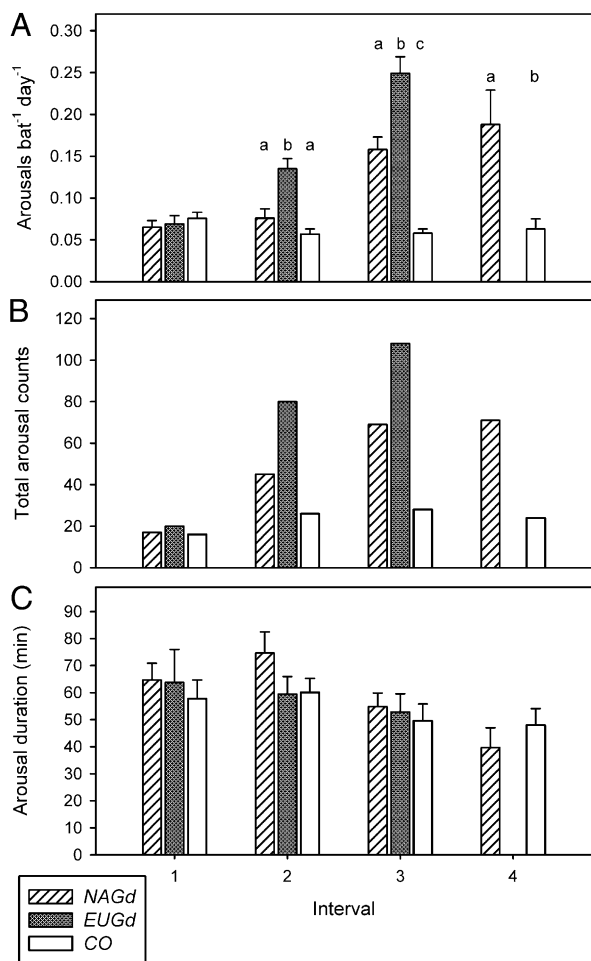 A
Arousals bat⁻¹ day⁻¹
0.30
0.25
0.20
0.15
0.10
0.05
0.00
a b a
a b c
a b
B
Total arousal counts
120
100
80
60
40
20
0
C
Arousal duration (min)
90
80
70
60
50
40
30
20
10
0
1 2 3 4
Interval
NAGd
EUGd
CO